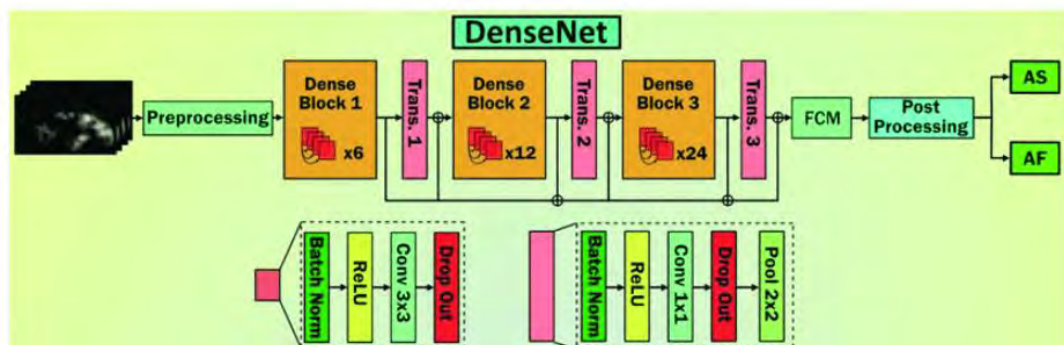 DenseNet
Preprocessing
Dense
Block 1
x6
Trans. 1
Dense
Block 2
x12
Trans. 2
Dense
Block 3
x24
Trans. 3
FCM
Post
Processing
AS
AF
Batch Norm
ReLU
Conv 3x3
Drop Out
Batch Norm
ReLU
Conv 1x1
Drop Out
Pool 2x2